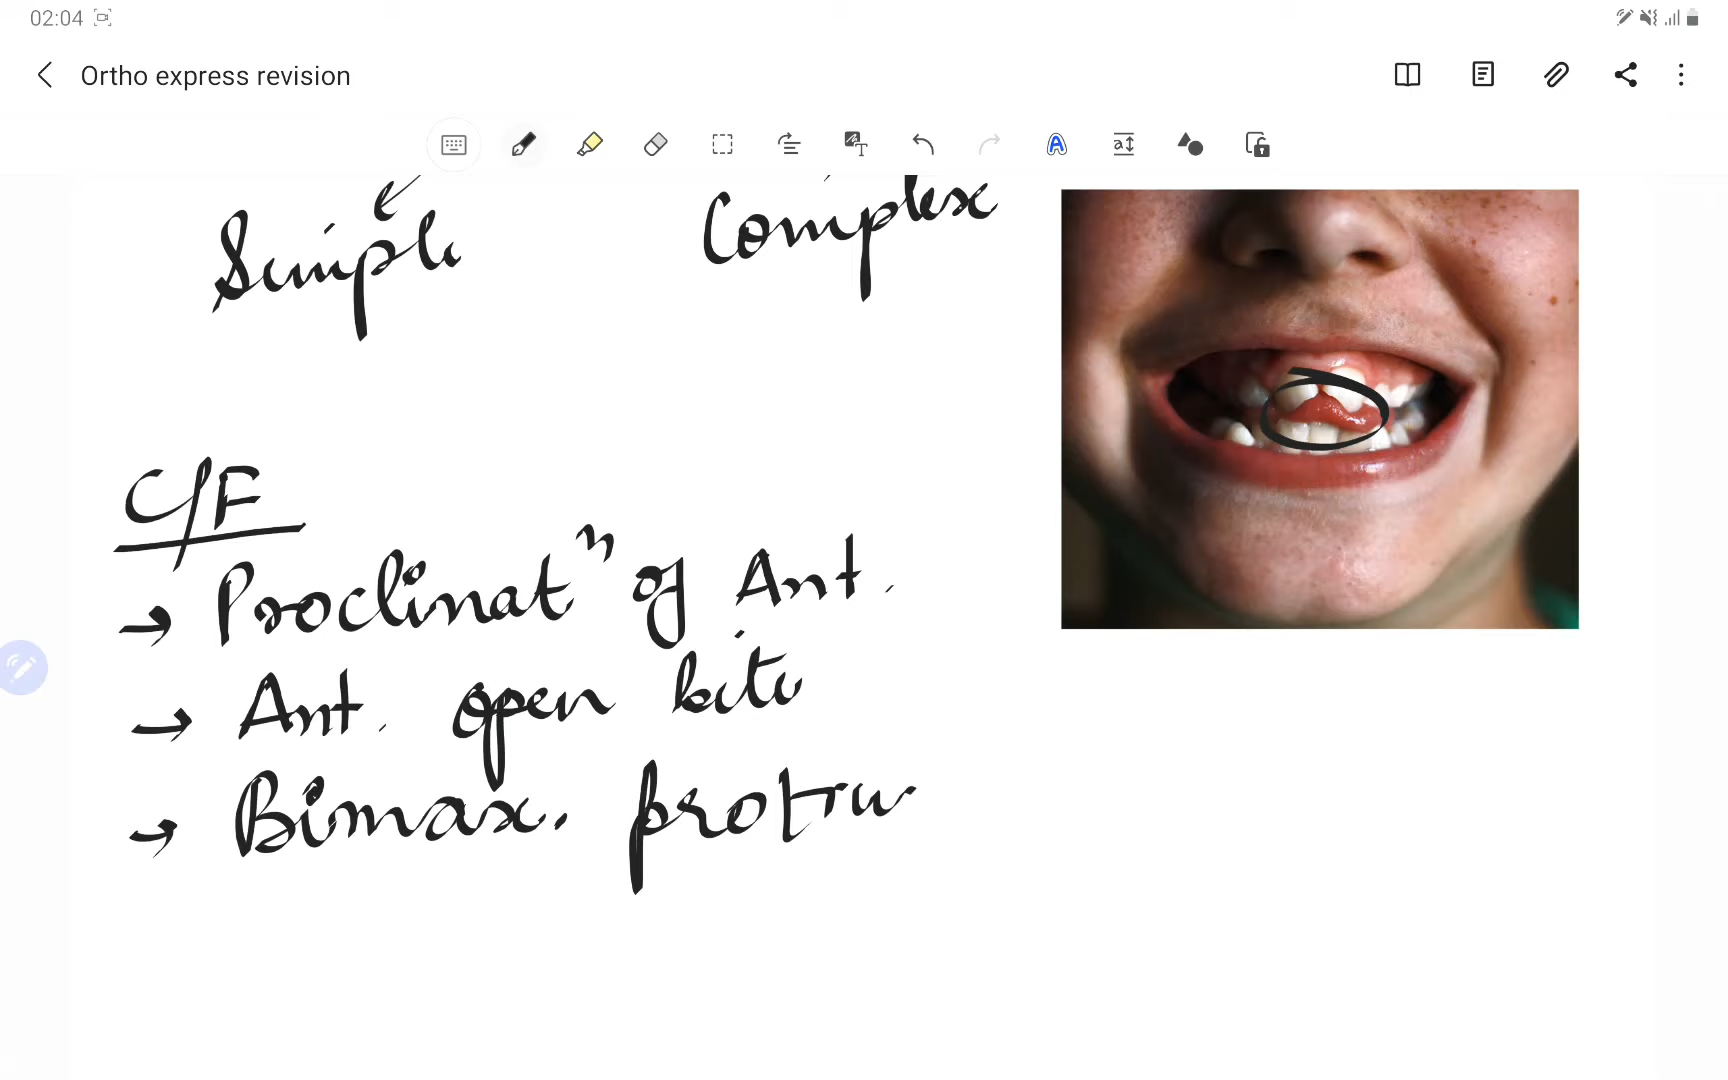 02:04
Ortho express revision
Simple Complex
C/F
→ Proclinatⁿ of Ant.
→ Ant. open bite
→ Bimax. protru